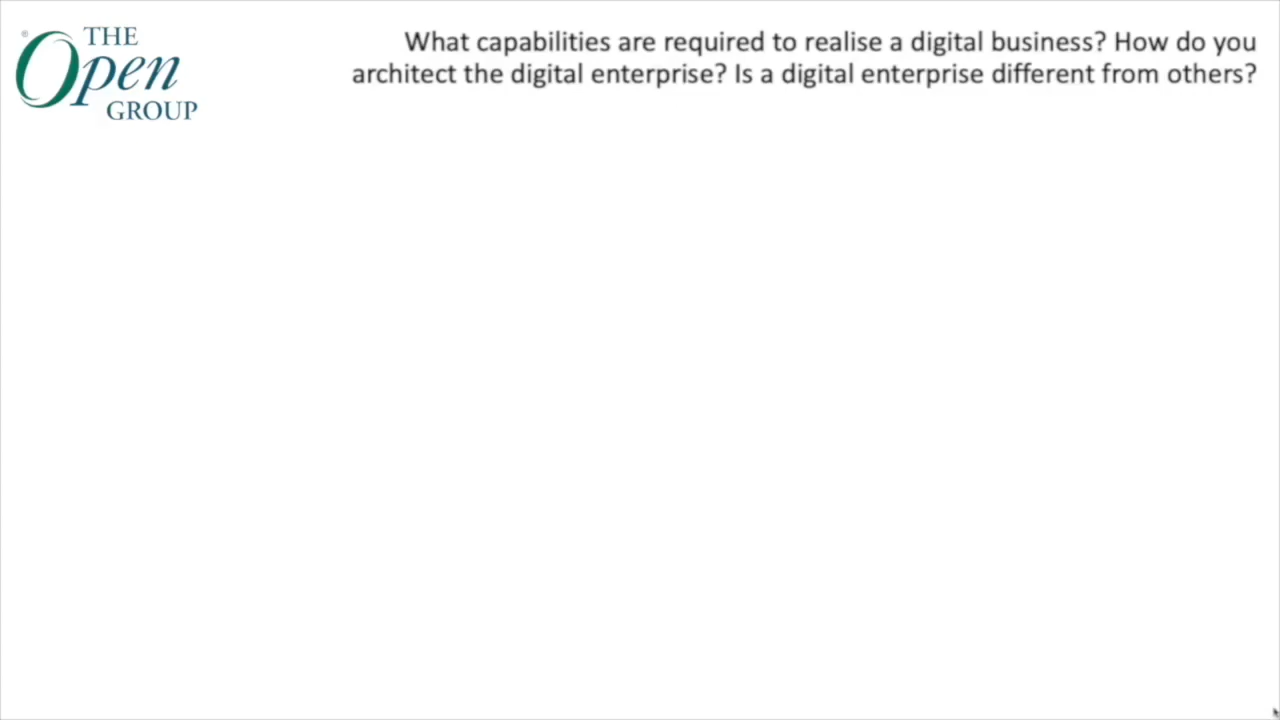 ®
THE
Open
GROUP
What capabilities are required to realise a digital business? How do you
architect the digital enterprise? Is a digital enterprise different from others?